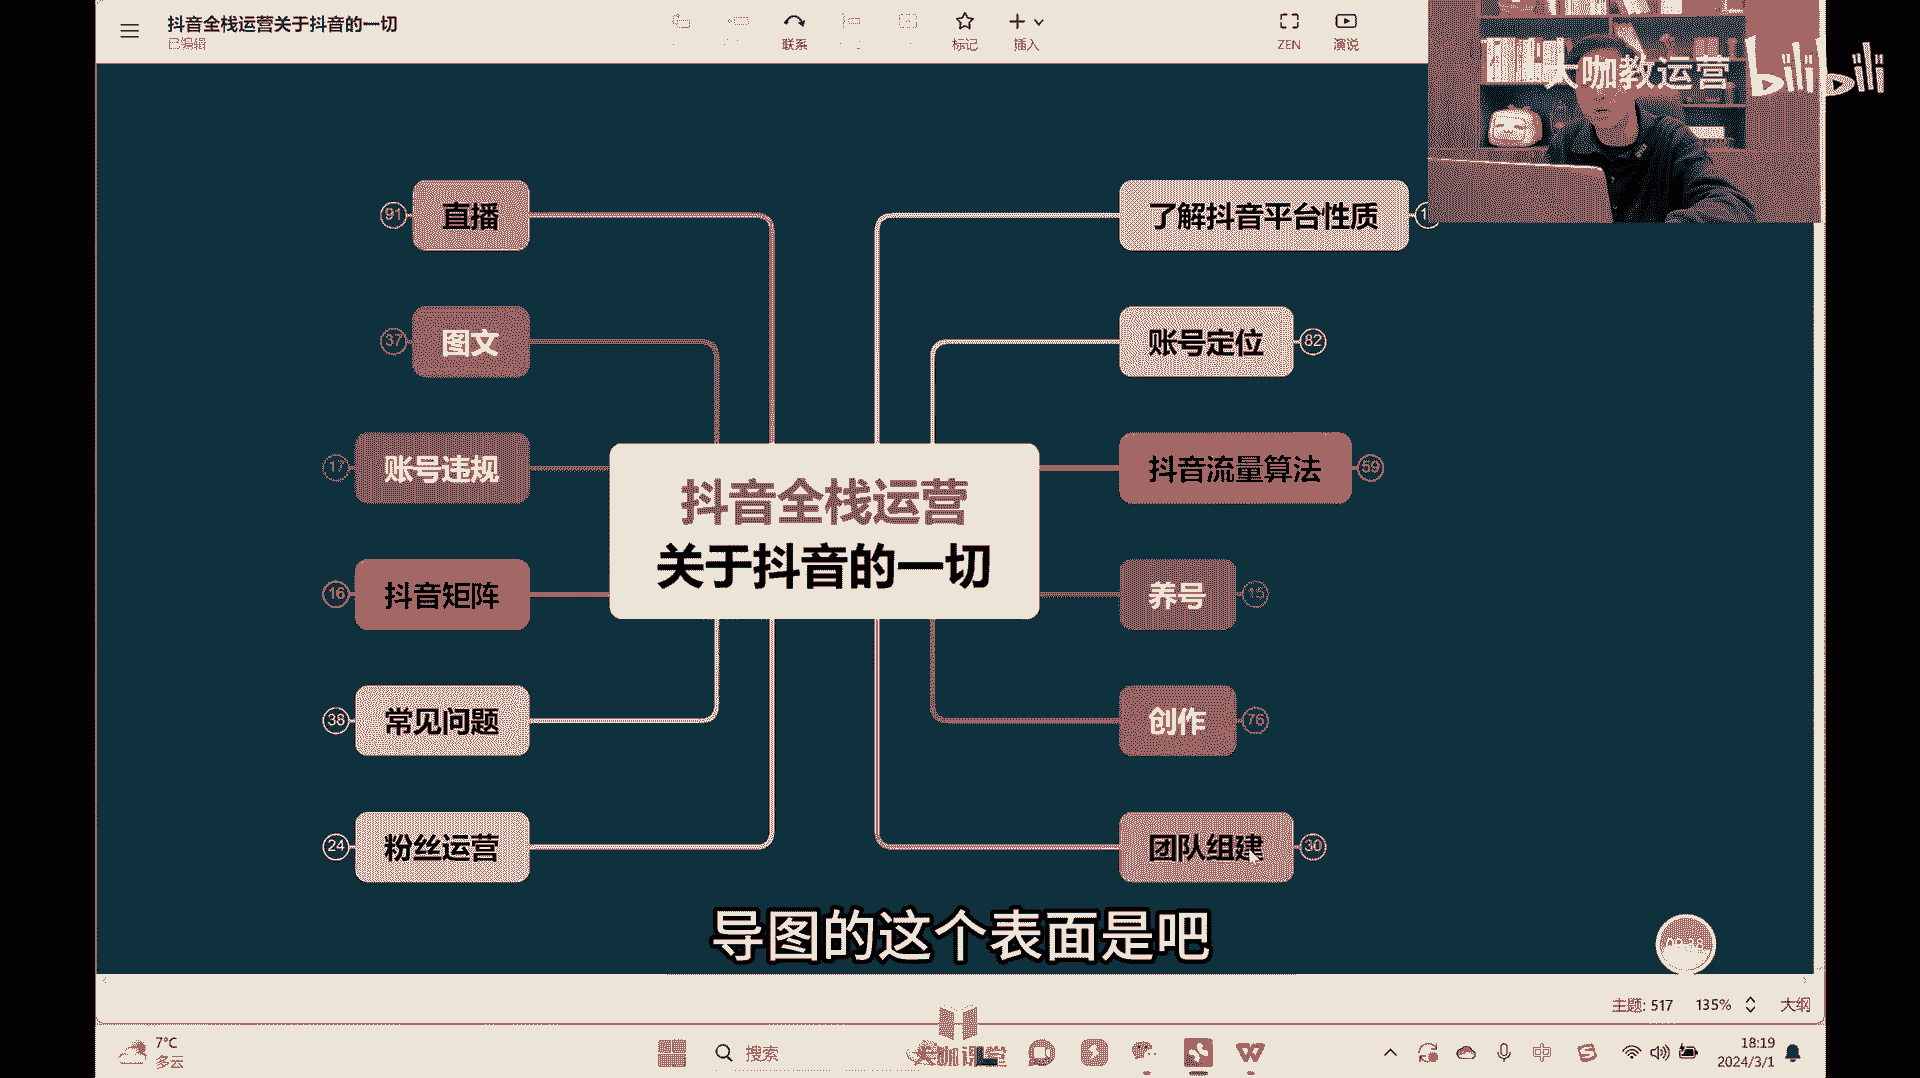 抖音全栈运营关于抖音的一切
已编辑
联系
标记
插入
ZEN
演说
大咖教运营
bilibili
91
直播
了解抖音平台性质
37
图文
账号定位
82
17
账号违规
抖音流量算法
59
抖音全栈运营
关于抖音的一切
16
抖音矩阵
养号
15
38
常见问题
创作
76
24
粉丝运营
团队组建
30
导图的这个表面是吧
主题: 517
135%
大纲
7°C
多云
搜索
大咖课堂
中
18:19
2024/3/1